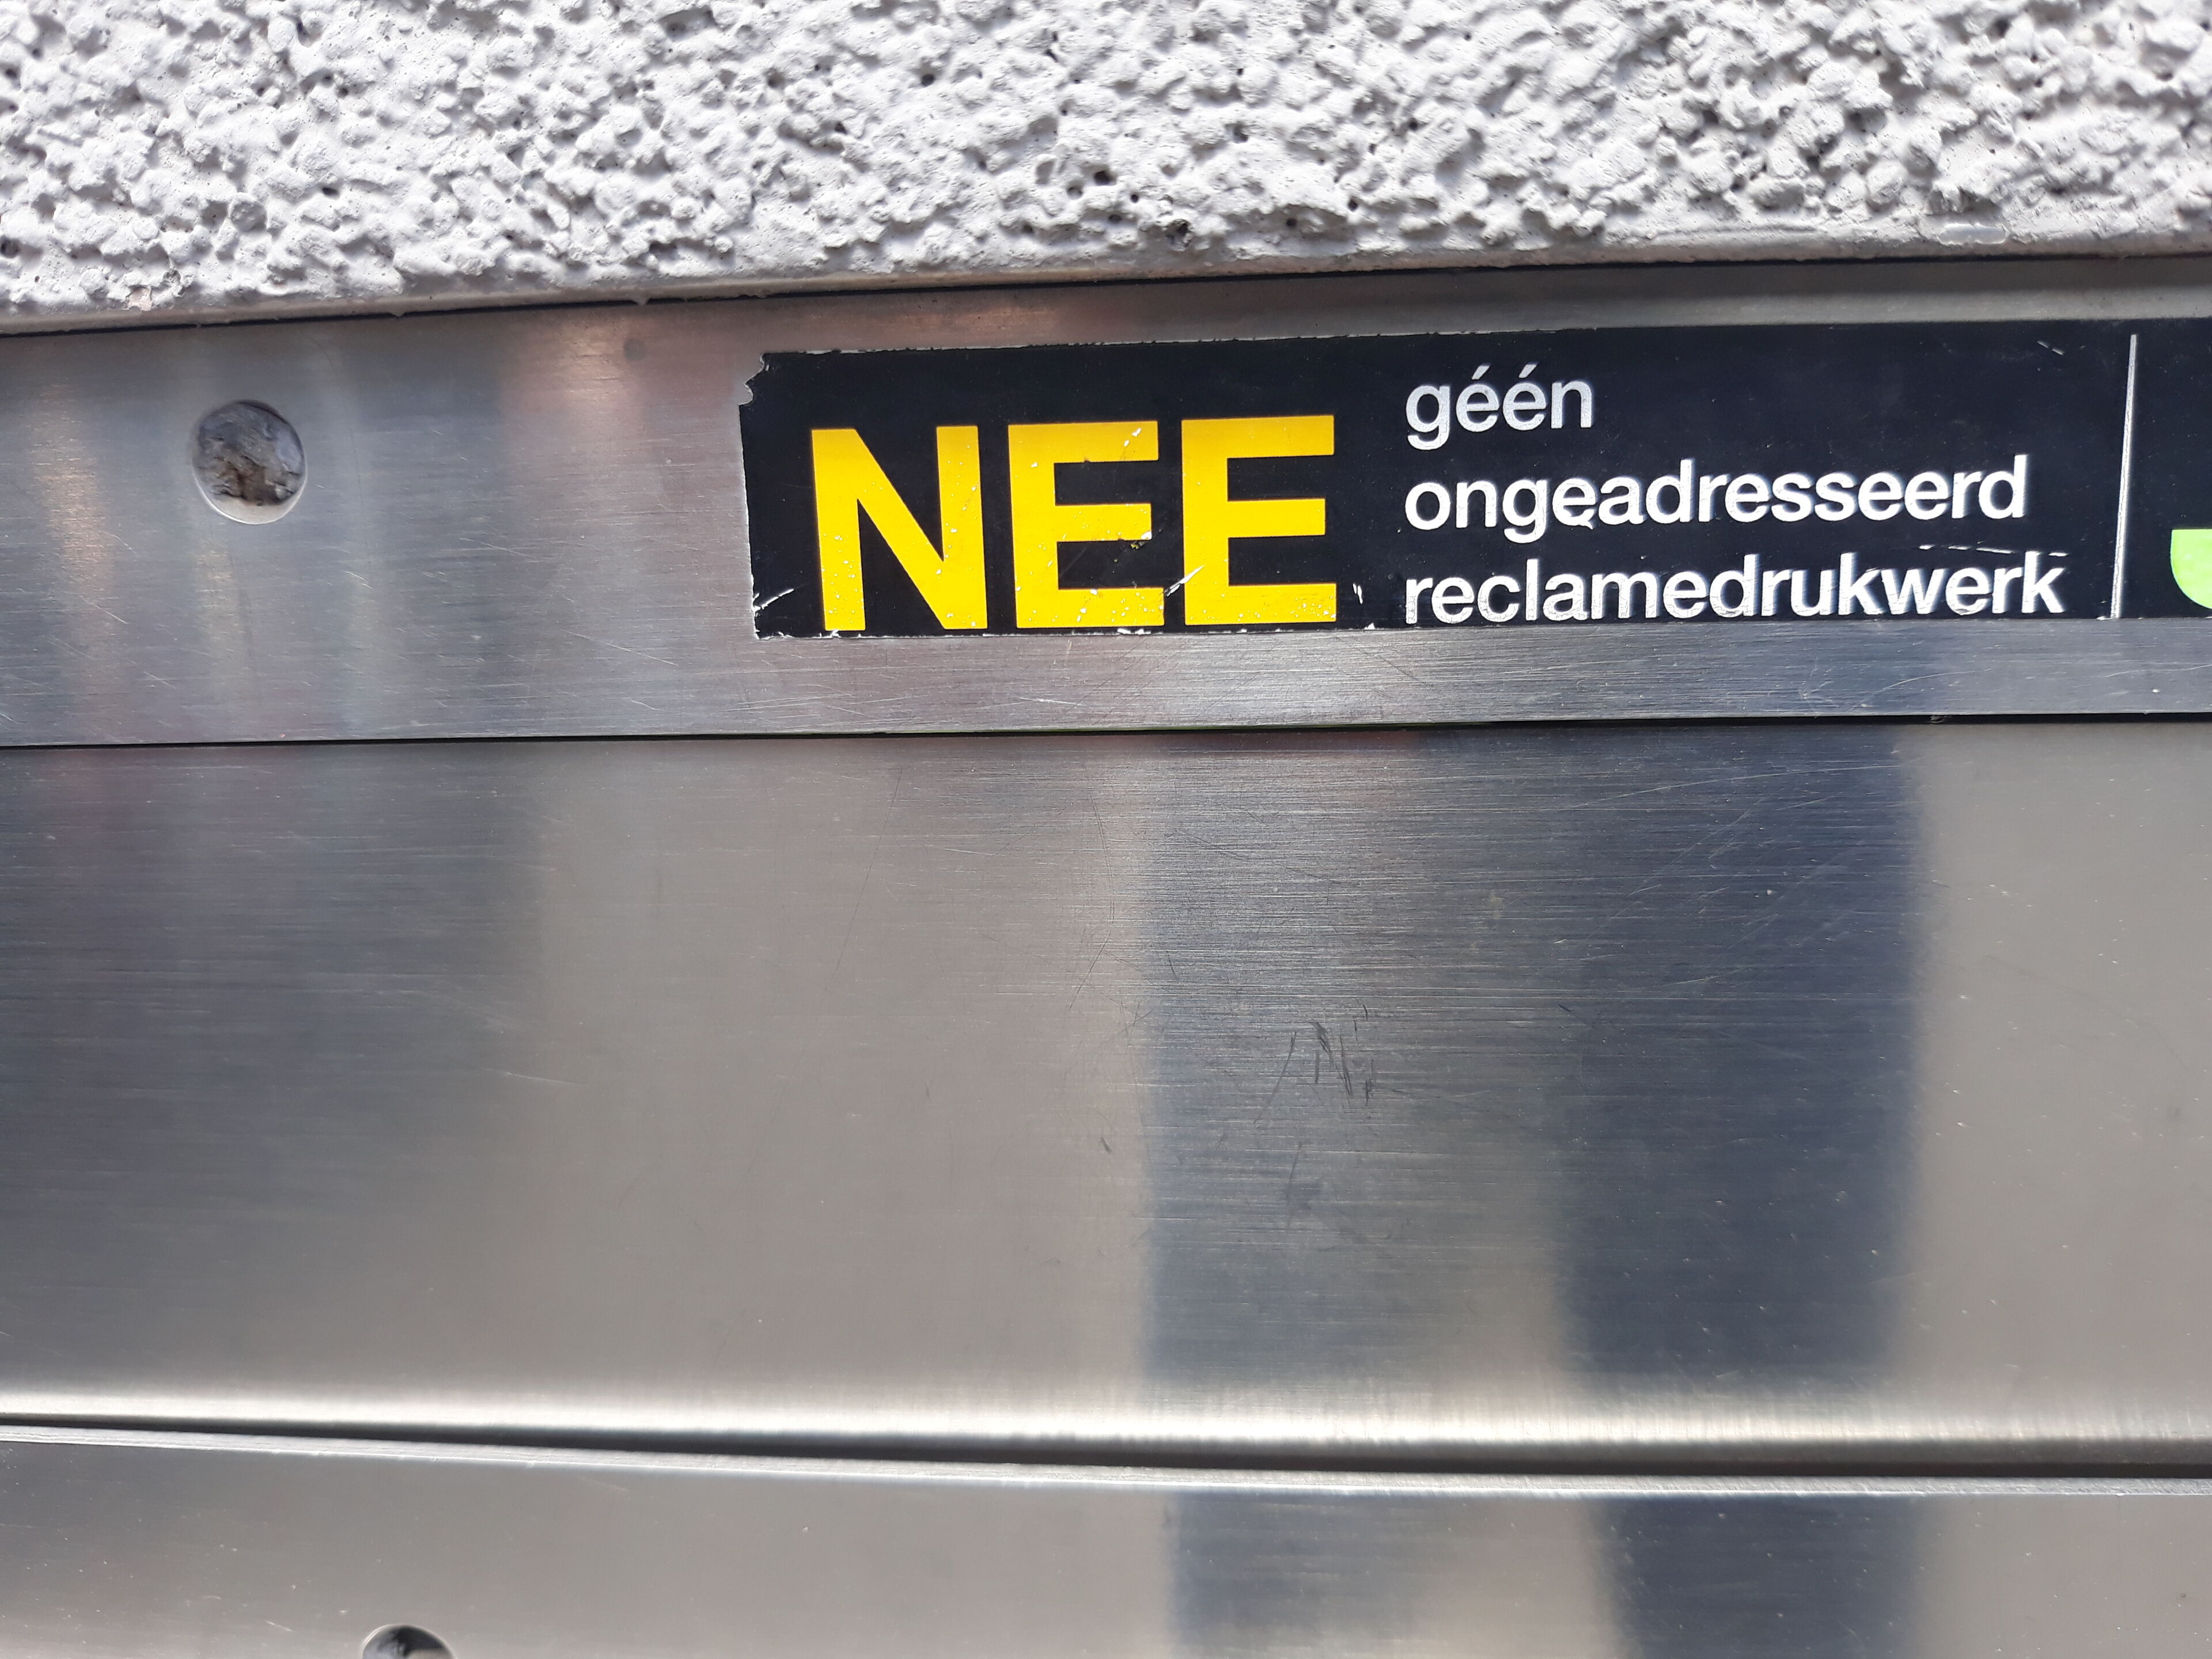 NEE
géén
ongeadresseerd
reclamedrukwerk